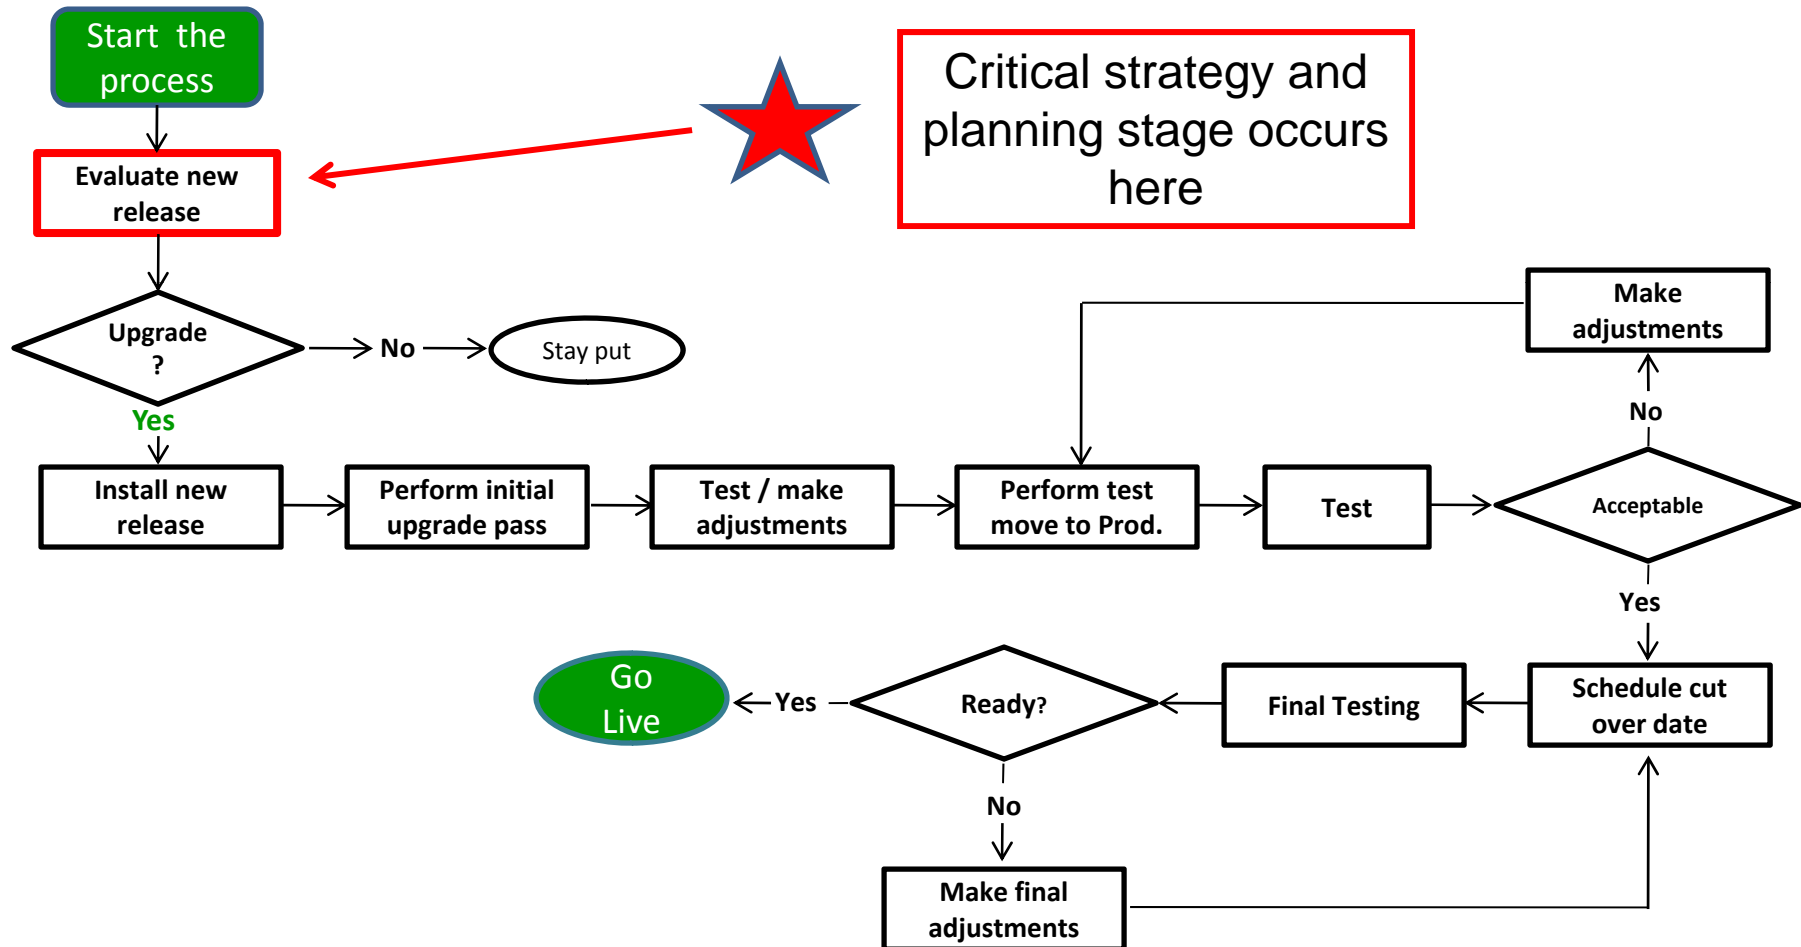 Start the
process
Critical strategy and
planning stage occurs
here
Evaluate new
release
Upgrade
?
No
Stay put
Yes
Make
adjustments
No
Install new
release
Perform initial
upgrade pass
Test / make
adjustments
Perform test
move to Prod.
Test
Acceptable
Yes
Schedule cut
over date
Final Testing
Ready?
Yes
Go
Live
No
Make final
adjustments